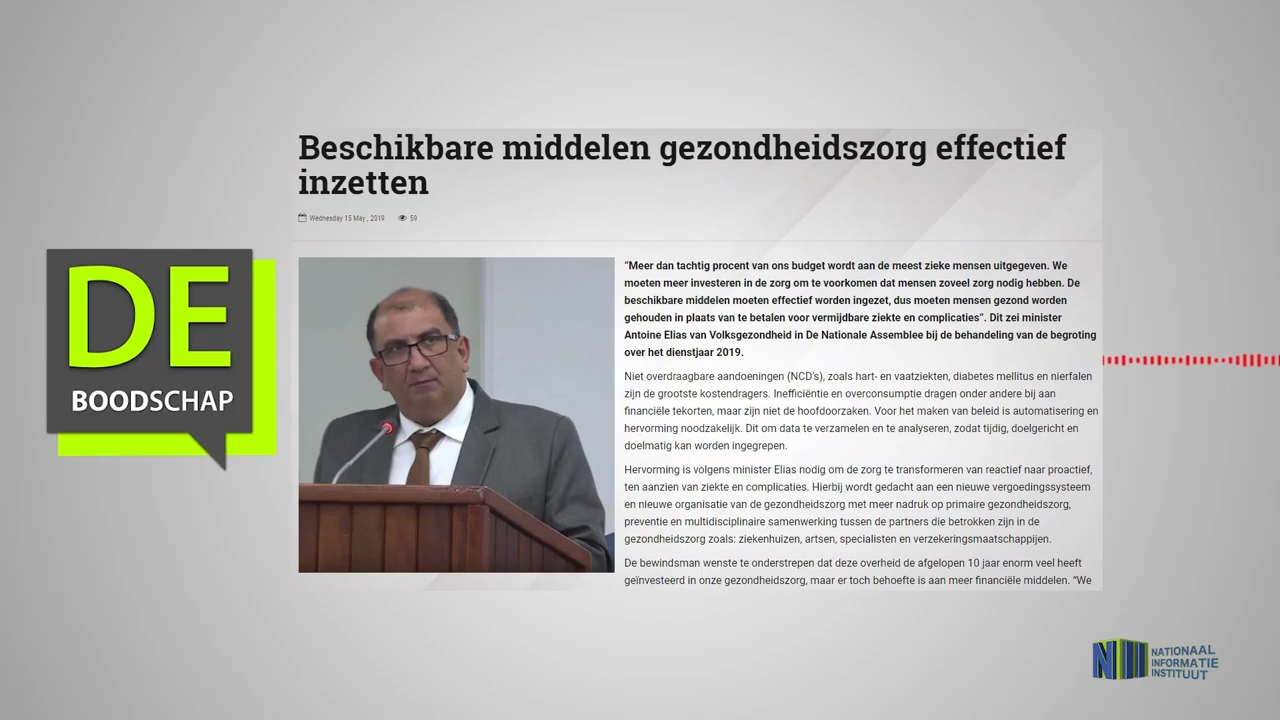 Beschikbare middelen gezondheidszorg effectief
inzetten
Wednesday 15 May , 2019 59
DE
BOODSCHAP
"Meer dan tachtig procent van ons budget wordt aan de meest zieke mensen uitgegeven. We
moeten meer investeren in de zorg om te voorkomen dat mensen zoveel zorg nodig hebben. De
beschikbare middelen moeten effectief worden ingezet, dus moeten mensen gezond worden
gehouden in plaats van te betalen voor vermijdbare ziekte en complicaties". Dit zei minister
Antoine Elias van Volksgezondheid in De Nationale Assemblee bij de behandeling van de begroting
over het dienstjaar 2019.
Niet overdraagbare aandoeningen (NCD's), zoals hart- en vaatziekten, diabetes mellitus en nierfalen
zijn de grootste kostendragers. Inefficiëntie en overconsumptie dragen onder andere bij aan
financiële tekorten, maar zijn niet de hoofdoorzaken. Voor het maken van beleid is automatisering en
hervorming noodzakelijk. Dit om data te verzamelen en te analyseren, zodat tijdig, doelgericht en
doelmatig kan worden ingegrepen.
Hervorming is volgens minister Elias nodig om de zorg te transformeren van reactief naar proactief,
ten aanzien van ziekte en complicaties. Hierbij wordt gedacht aan een nieuwe vergoedingssysteem
en nieuwe organisatie van de gezondheidszorg met meer nadruk op primaire gezondheidszorg,
preventie en multidisciplinaire samenwerking tussen de partners die betrokken zijn in de
gezondheidszorg zoals: ziekenhuizen, artsen, specialisten en verzekeringsmaatschappijen.
De bewindsman wenste te onderstrepen dat deze overheid de afgelopen 10 jaar enorm veel heeft
geïnvesteerd in onze gezondheidszorg, maar er toch behoefte is aan meer financiële middelen. "We
NATIONAAL
INFORMATIE
INSTITUUT